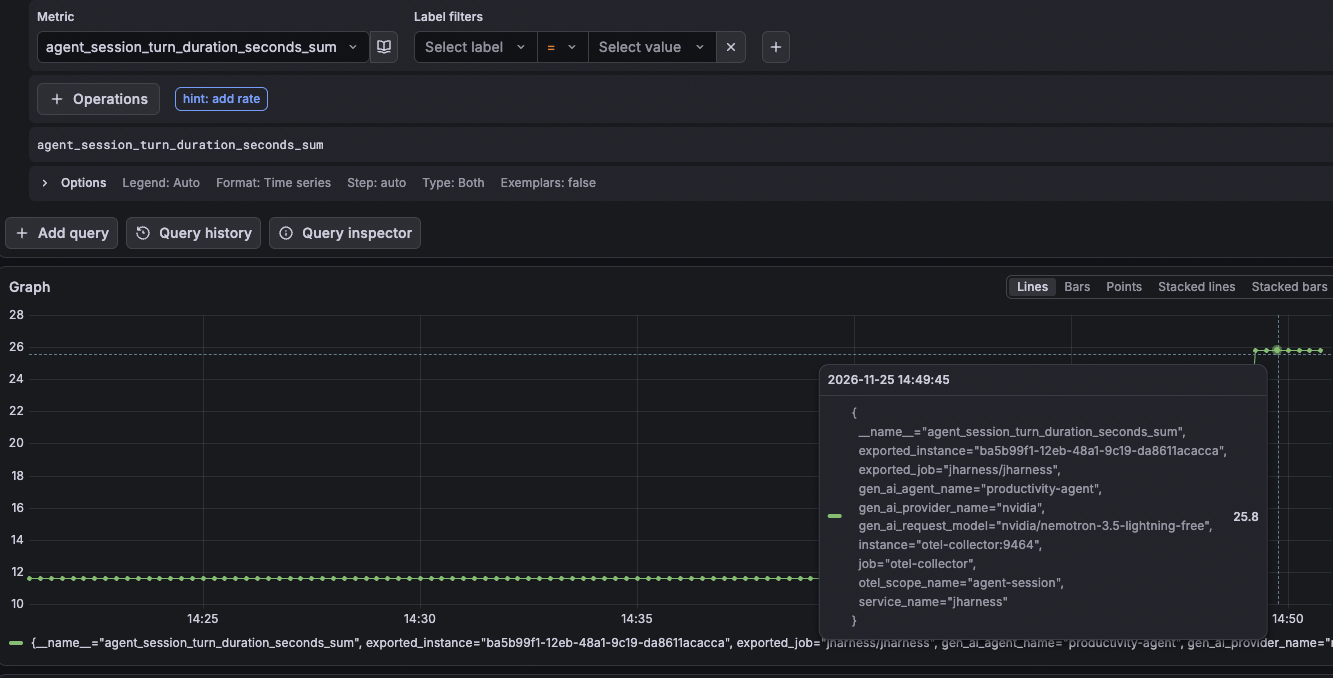 Metric
Label filters
agent_session_turn_duration_seconds_sum
Select label
=
Select value
+ Operations
hint: add rate
agent_session_turn_duration_seconds_sum
Options Legend: Auto Format: Time series Step: auto Type: Both Exemplars: false
+ Add query
Query history
Query inspector
Graph
Lines Bars Points Stacked lines Stacked bars
28
26
24
22
20
18
16
14
12
10
2026-11-25 14:49:45
{
__name__="agent_session_turn_duration_seconds_sum",
exported_instance="ba5b99f1-12eb-48a1-9c19-da8611acacca",
exported_job="jharness/jharness",
gen_ai_agent_name="productivity-agent",
gen_ai_provider_name="nvidia",
gen_ai_request_model="nvidia/nemotron-3.5-lightning-free",
instance="otel-collector:9464",
job="otel-collector",
otel_scope_name="agent-session",
service_name="jharness"
}
25.8
14:25 14:30 14:35 14:50
{__name__="agent_session_turn_duration_seconds_sum", exported_instance="ba5b99f1-12eb-48a1-9c19-da8611acacca", exported_job="jharness/jharness", gen_ai_agent_name="productivity-agent", gen_ai_provider_name="n